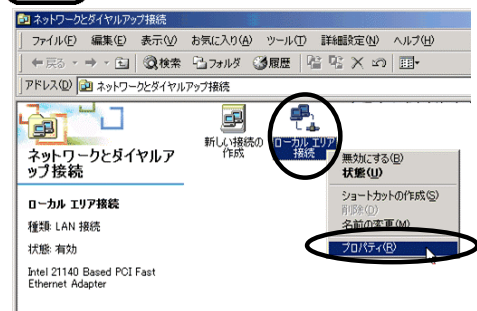 ネットワークとダイヤルアップ接続
ファイル(F) 編集(E) 表示(V) お気に入り(A) ツール(T) 詳細設定(N) ヘルプ(H)
戻る 検索 フォルダ 履歴
アドレス(D) ネットワークとダイヤルアップ接続
ネットワークとダイヤルア
ップ接続
ローカル エリア接続
種類: LAN 接続
状態: 有効
Intel 21140 Based PCI Fast
Ethernet Adapter
新しい接続の
作成
ローカル エリア
接続
無効にする(B)
状態(U)
ショートカットの作成(S)
削除(D)
名前の変更(M)
プロパティ(R)